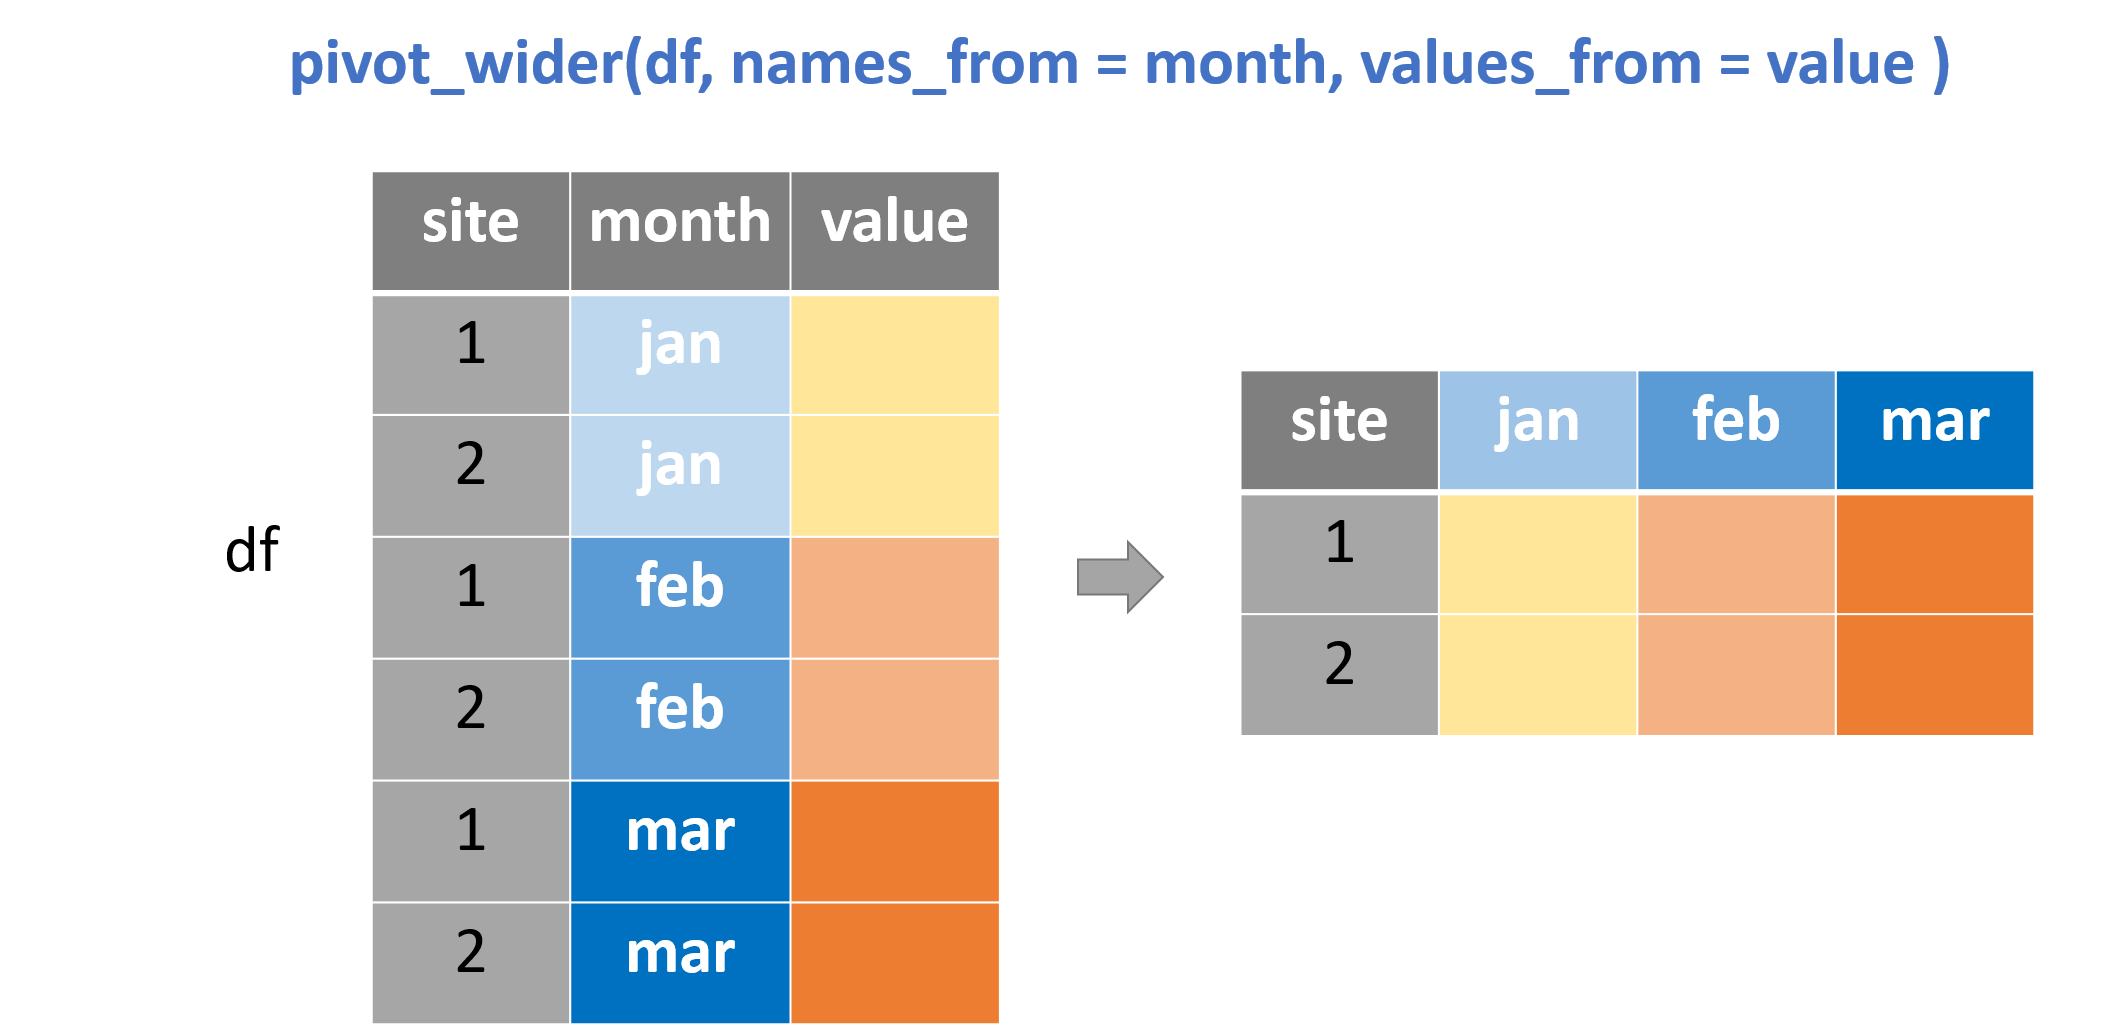 pivot_wider(df, names_from = month, values_from = value )
site month value
1 jan
2 jan
1 feb
2 feb
1 mar
2 mar
df
site jan feb mar
1
2